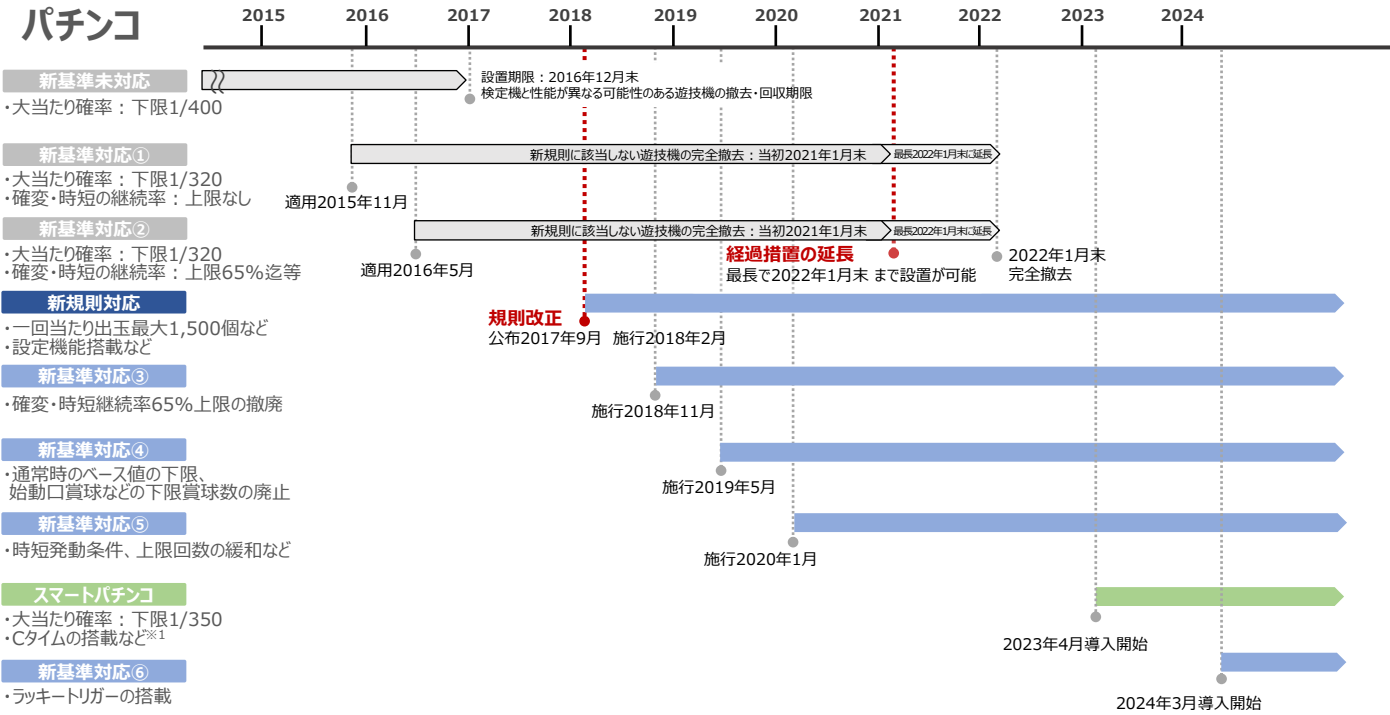 パチンコ
2015
2016
2017
2018
2019
2020
2021
2022
2023
2024
新基準未対応
・大当たり確率：下限1/400
設置期限：2016年12月末
検定機と性能が異なる可能性のある遊技機の撤去・回収期限
新基準対応①
・大当たり確率：下限1/320
・確変・時短の継続率：上限なし
新規則に該当しない遊技機の完全撤去：当初2021年1月末
最長2022年1月末に延長
適用2015年11月
新基準対応②
・大当たり確率：下限1/320
・確変・時短の継続率：上限65%迄等
新規則に該当しない遊技機の完全撤去：当初2021年1月末
最長2022年1月末に延長
適用2016年5月
経過措置の延長
最長で2022年1月末 まで設置が可能
2022年1月末
完全撤去
新規則対応
・一回当たり出玉最大1,500個など
・設定機能搭載など
規則改正
公布2017年9月 施行2018年2月
新基準対応③
・確変・時短継続率65%上限の撤廃
施行2018年11月
新基準対応④
・通常時のベース値の下限、
始動口賞球などの下限賞球数の廃止
施行2019年5月
新基準対応⑤
・時短発動条件、上限回数の緩和など
施行2020年1月
スマートパチンコ
・大当たり確率：下限1/350
・Cタイムの搭載など※1
2023年4月導入開始
新基準対応⑥
・ラッキートリガーの搭載
2024年3月導入開始